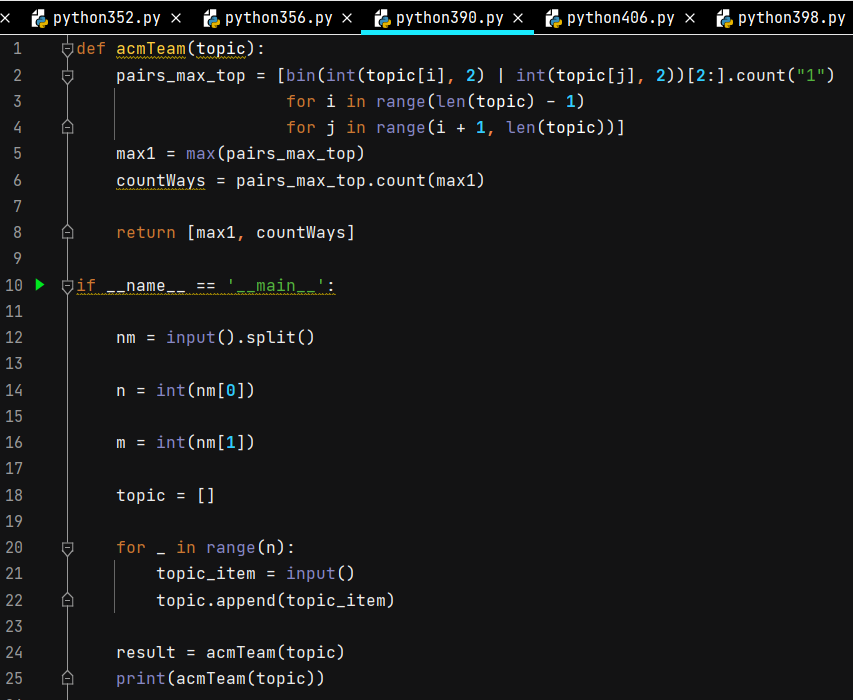 python352.py × python356.py × python390.py × python406.py × python398.py
1 def acmTeam(topic):
2     pairs_max_top = [bin(int(topic[i], 2) | int(topic[j], 2))[2:].count("1")
3                      for i in range(len(topic) - 1)
4                      for j in range(i + 1, len(topic))]
5     max1 = max(pairs_max_top)
6     countWays = pairs_max_top.count(max1)
7
8     return [max1, countWays]
9
10 if __name__ == '__main__':
11
12     nm = input().split()
13
14     n = int(nm[0])
15
16     m = int(nm[1])
17
18     topic = []
19
20     for _ in range(n):
21         topic_item = input()
22         topic.append(topic_item)
23
24     result = acmTeam(topic)
25     print(acmTeam(topic))